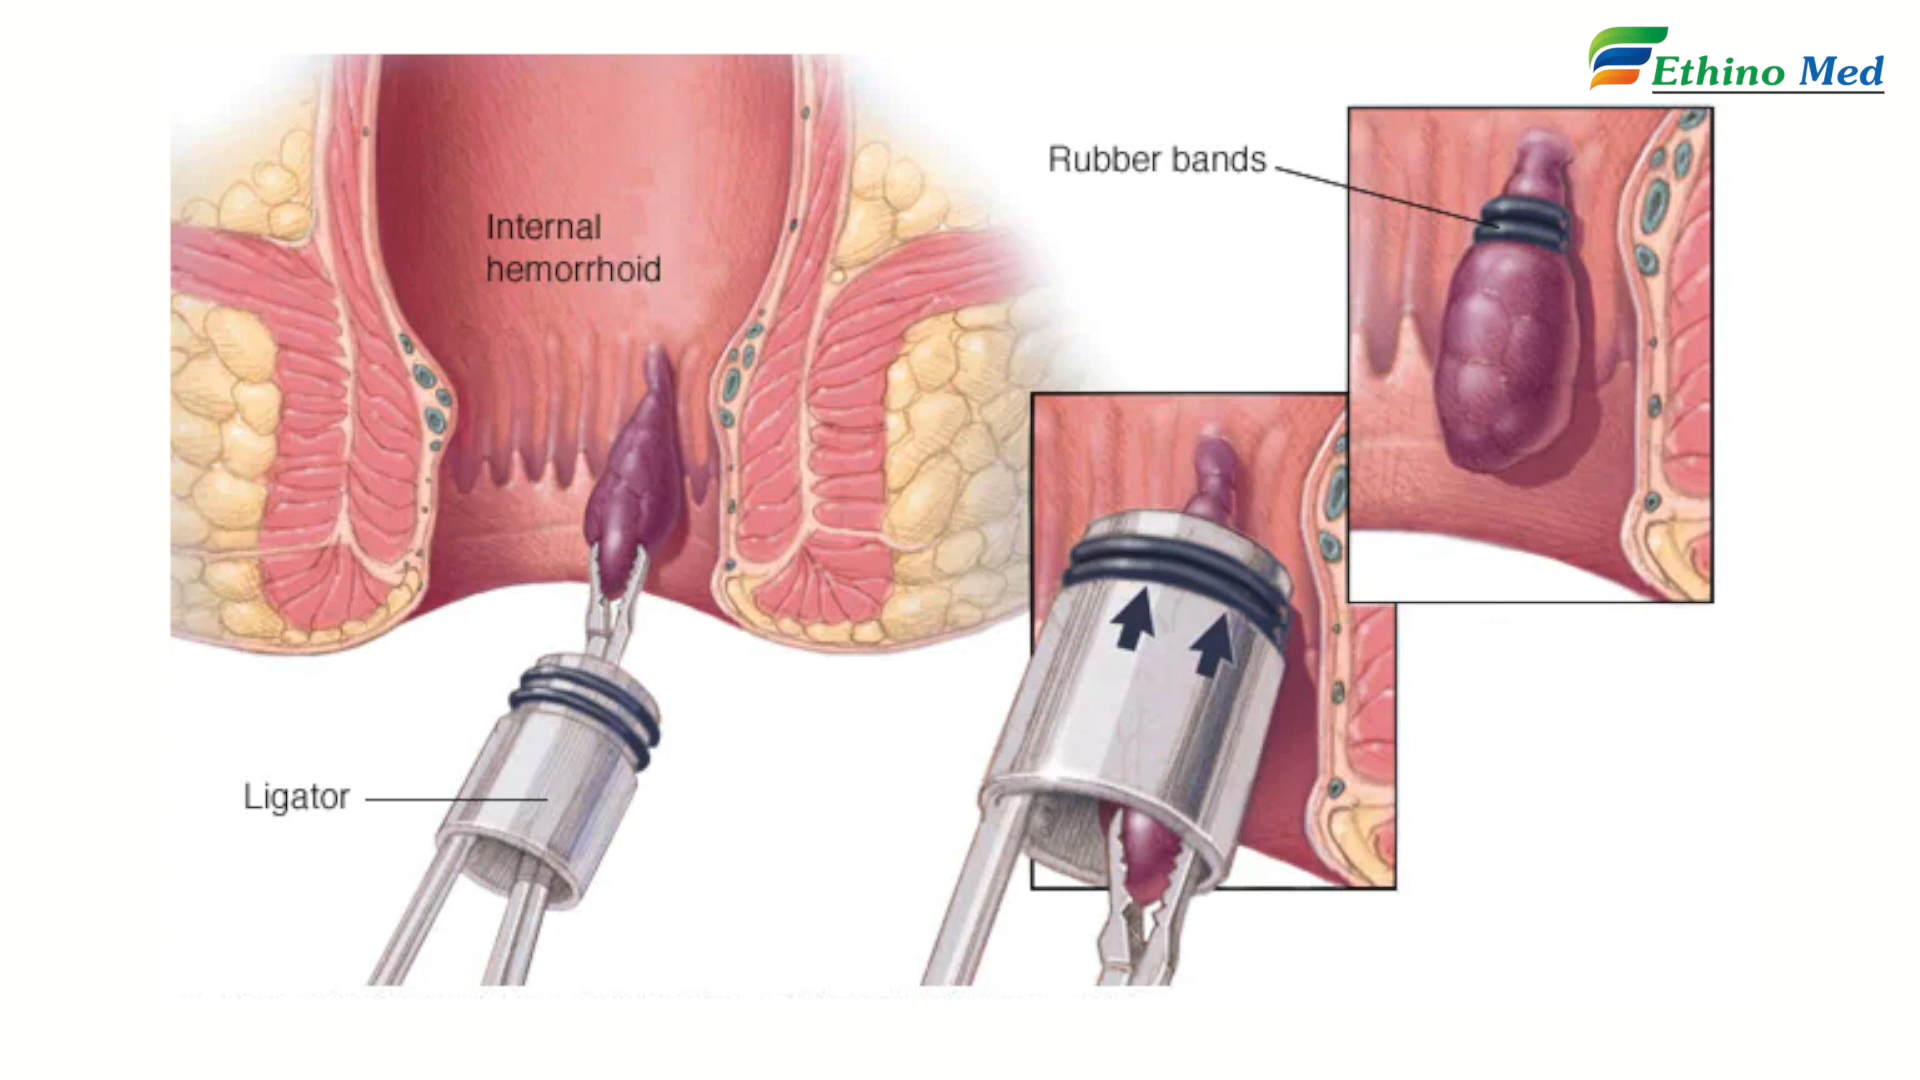 Ethino Med
Rubber bands
Internal
hemorrhoid
Ligator